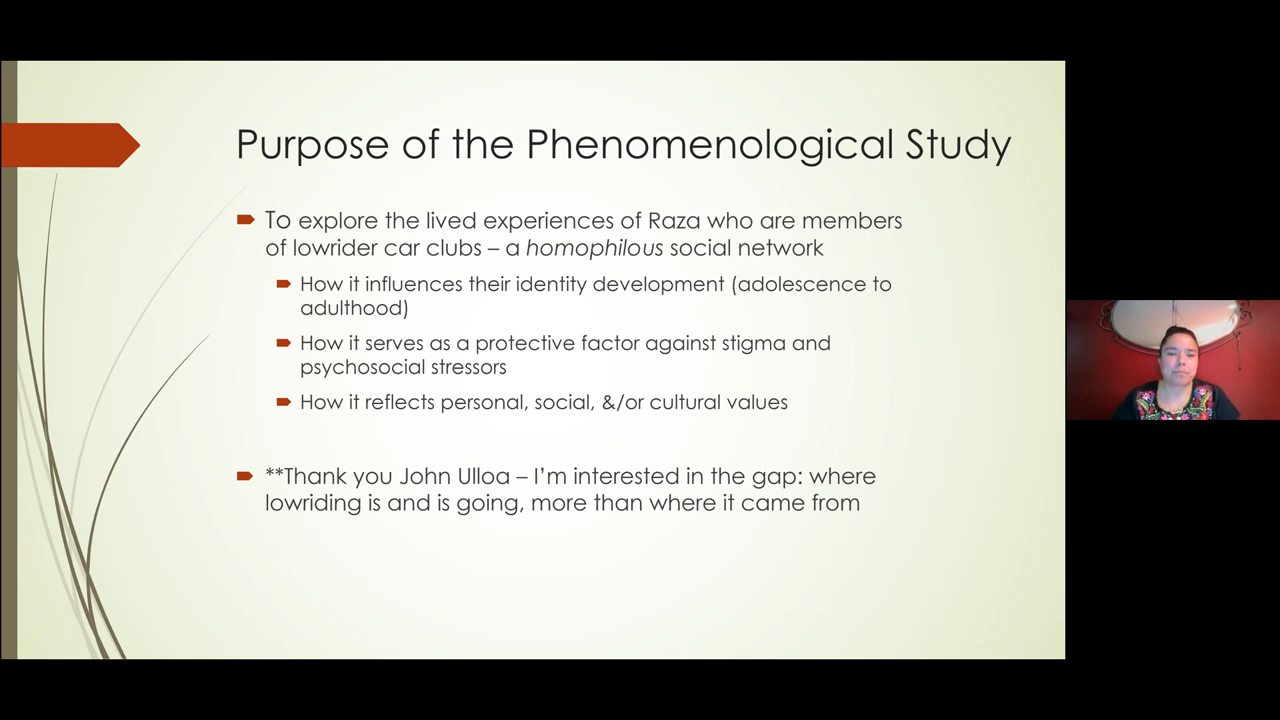 Purpose of the Phenomenological Study
To explore the lived experiences of Raza who are members
of lowrider car clubs – a homophilous social network
How it influences their identity development (adolescence to
adulthood)
How it serves as a protective factor against stigma and
psychosocial stressors
How it reflects personal, social, &/or cultural values
**Thank you John Ulloa – I’m interested in the gap: where
lowriding is and is going, more than where it came from